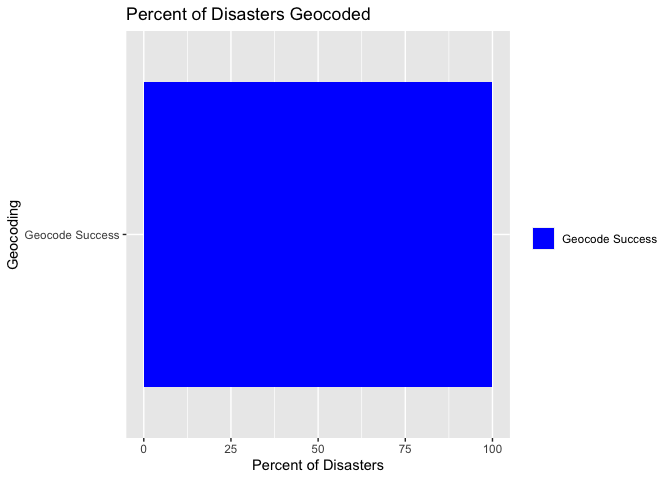 Percent of Disasters Geocoded
Geocoding
Geocode Success
Geocode Success
0 25 50 75 100
Percent of Disasters